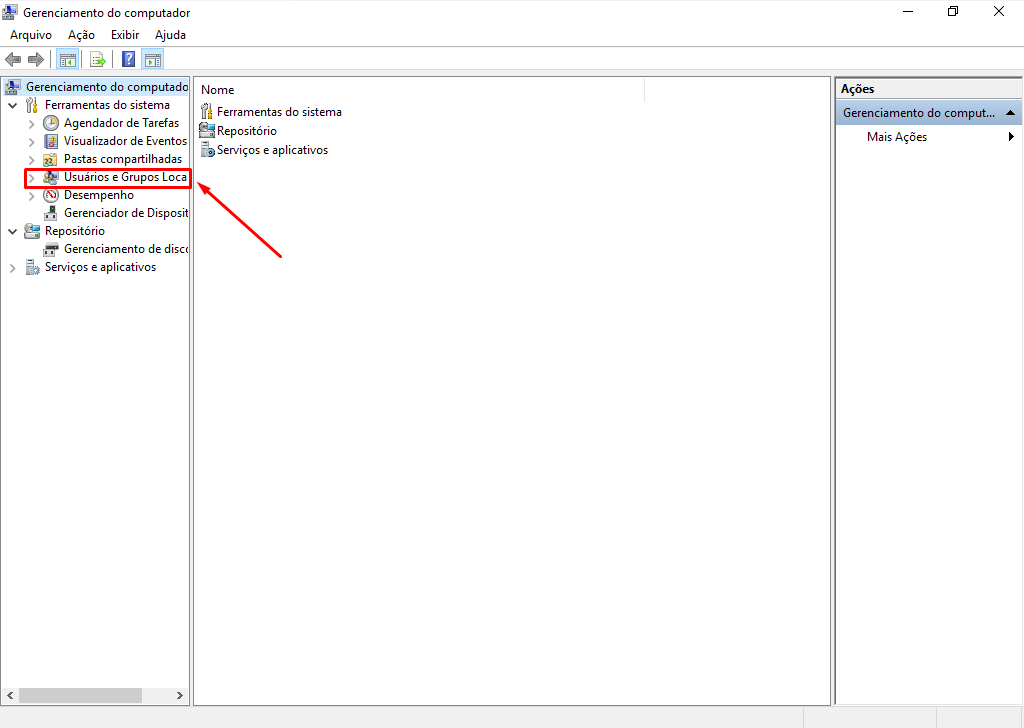 Gerenciamento do computador
Arquivo Ação Exibir Ajuda
Gerenciamento do computado
Ferramentas do sistema
Agendador de Tarefas
Visualizador de Eventos
Pastas compartilhadas
Usuários e Grupos Loca
Desempenho
Gerenciador de Disposit
Repositório
Gerenciamento de disc
Serviços e aplicativos
Nome
Ferramentas do sistema
Repositório
Serviços e aplicativos
Ações
Gerenciamento do comput...
Mais Ações